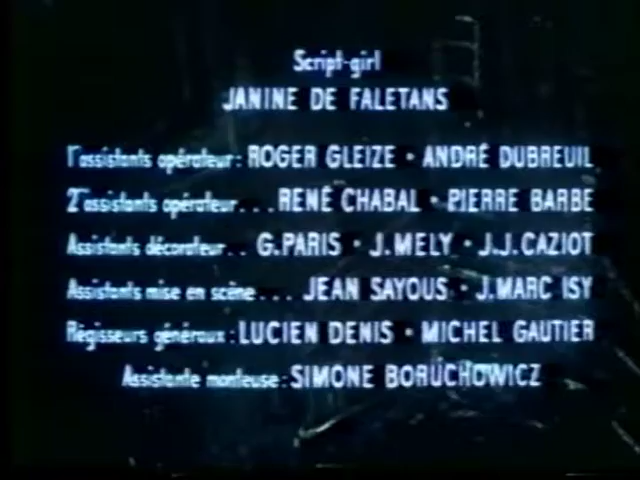 Script-girl
JANINE DE FALETANS
1er assistants opérateur: ROGER GLEIZE • ANDRÉ DUBREUIL
2e assistants opérateur... RENÉ CHABAL • PIERRE BARBE
Assistants décorateur.. G.PARIS • J.MELY • J.J.CAZIOT
Assistants mise en scène... JEAN SAYOUS • J.MARC ISY
Régisseurs généraux: LUCIEN DENIS • MICHEL GAUTIER
Assistante monteuse: SIMONE BORUCHOWICZ